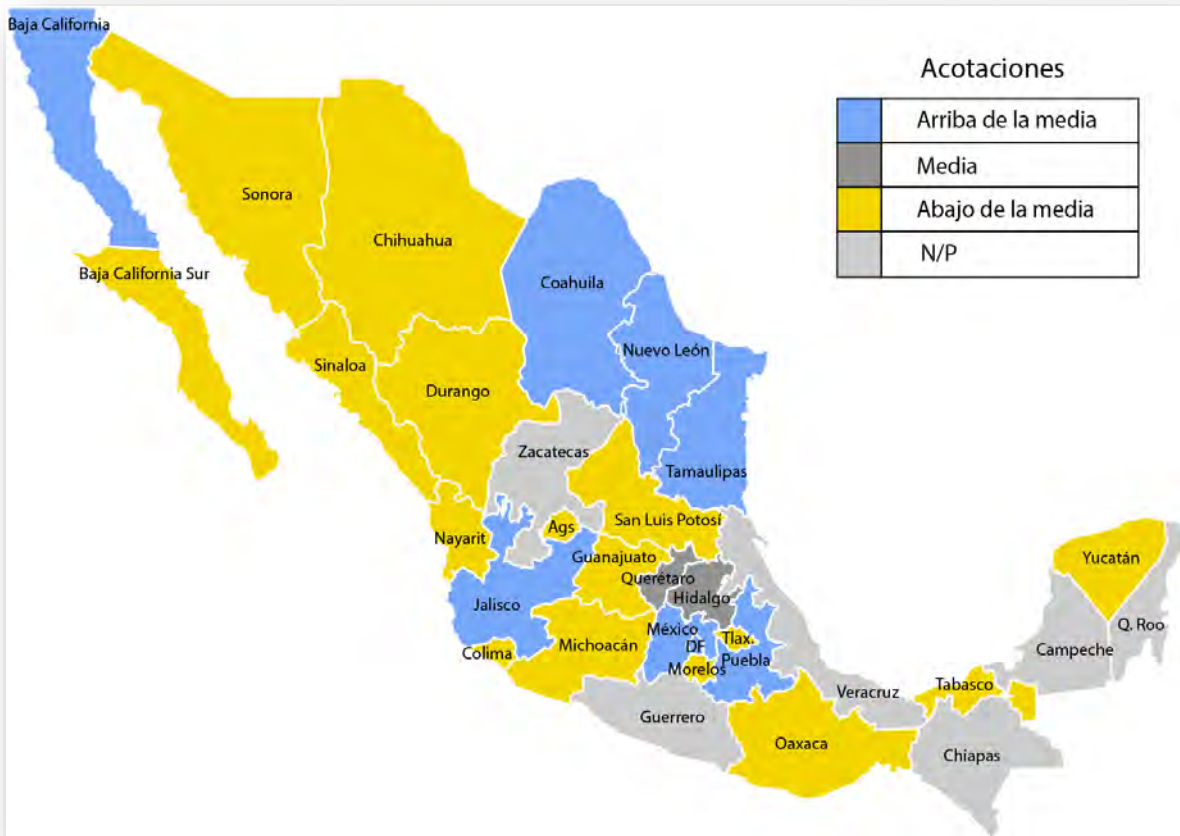 Baja California
Acotaciones
Arriba de la media
Media
Abajo de la media
N/P
Sonora
Chihuahua
Baja California Sur
Coahuila
Nuevo León
Sinaloa
Durango
Zacatecas
Tamaulipas
San Luis Potosí
Ags
Nayarit
Guanajuato
Yucatán
Querétaro
Hidalgo
Jalisco
Q. Roo
México
Tlax.
Michoacán
DF
Campeche
Colima
Puebla
Morelos
Tabasco
Veracruz
Guerrero
Oaxaca
Chiapas